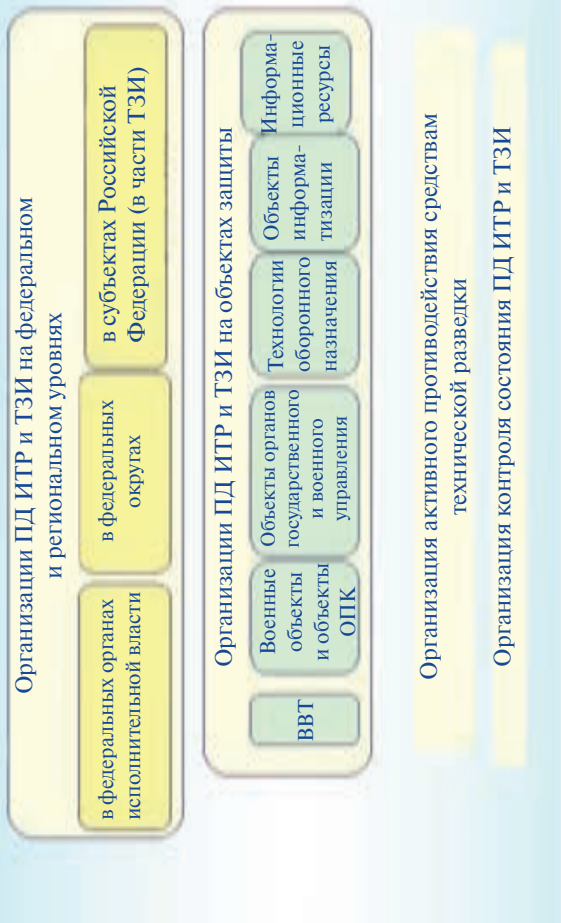 Организации ПД ИТР и ТЗИ на федеральном
и региональном уровнях
в федеральных органах
исполнительной власти
в федеральных
округах
в субъектах Российской
Федерации (в части ТЗИ)
Организации ПД ИТР и ТЗИ на объектах защиты
ВВТ
Военные
объекты
и объекты
ОПК
Объекты органов
государственного
и военного
управления
Технологии
оборонного
назначения
Объекты
информа-
тизации
Информа-
ционные
ресурсы
Организация активного противодействия средствам
технической разведки
Организация контроля состояния ПД ИТР и ТЗИ